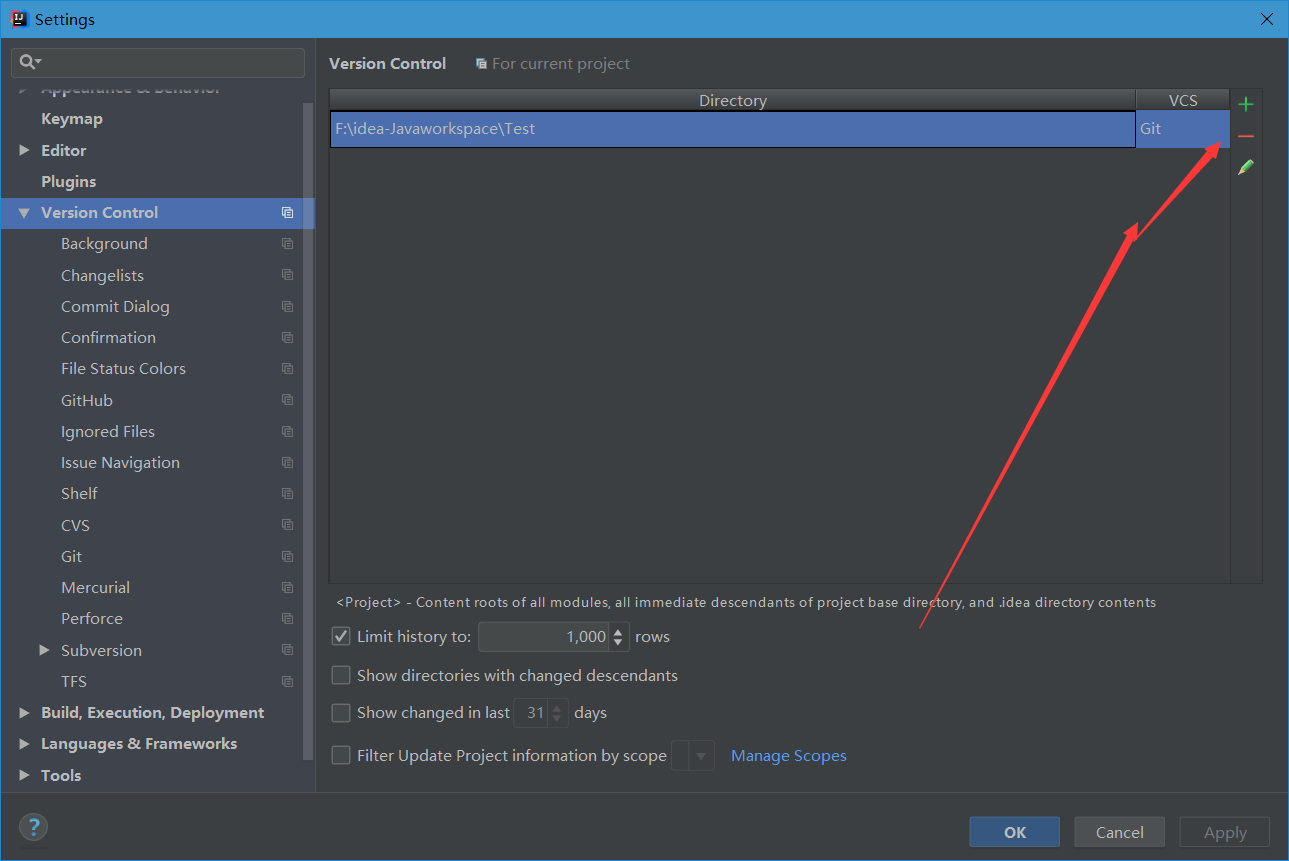 Settings
Version Control
For current project
Appearance & Behavior
Keymap
Editor
Plugins
Version Control
Background
Changelists
Commit Dialog
Confirmation
File Status Colors
GitHub
Ignored Files
Issue Navigation
Shelf
CVS
Git
Mercurial
Perforce
Subversion
TFS
Build, Execution, Deployment
Languages & Frameworks
Tools
Directory
VCS
F:\idea-Javaworkspace\Test
Git
<Project> - Content roots of all modules, all immediate descendants of project base directory, and .idea directory contents
Limit history to: 1,000 rows
Show directories with changed descendants
Show changed in last 31 days
Filter Update Project information by scope
Manage Scopes
?
OK
Cancel
Apply